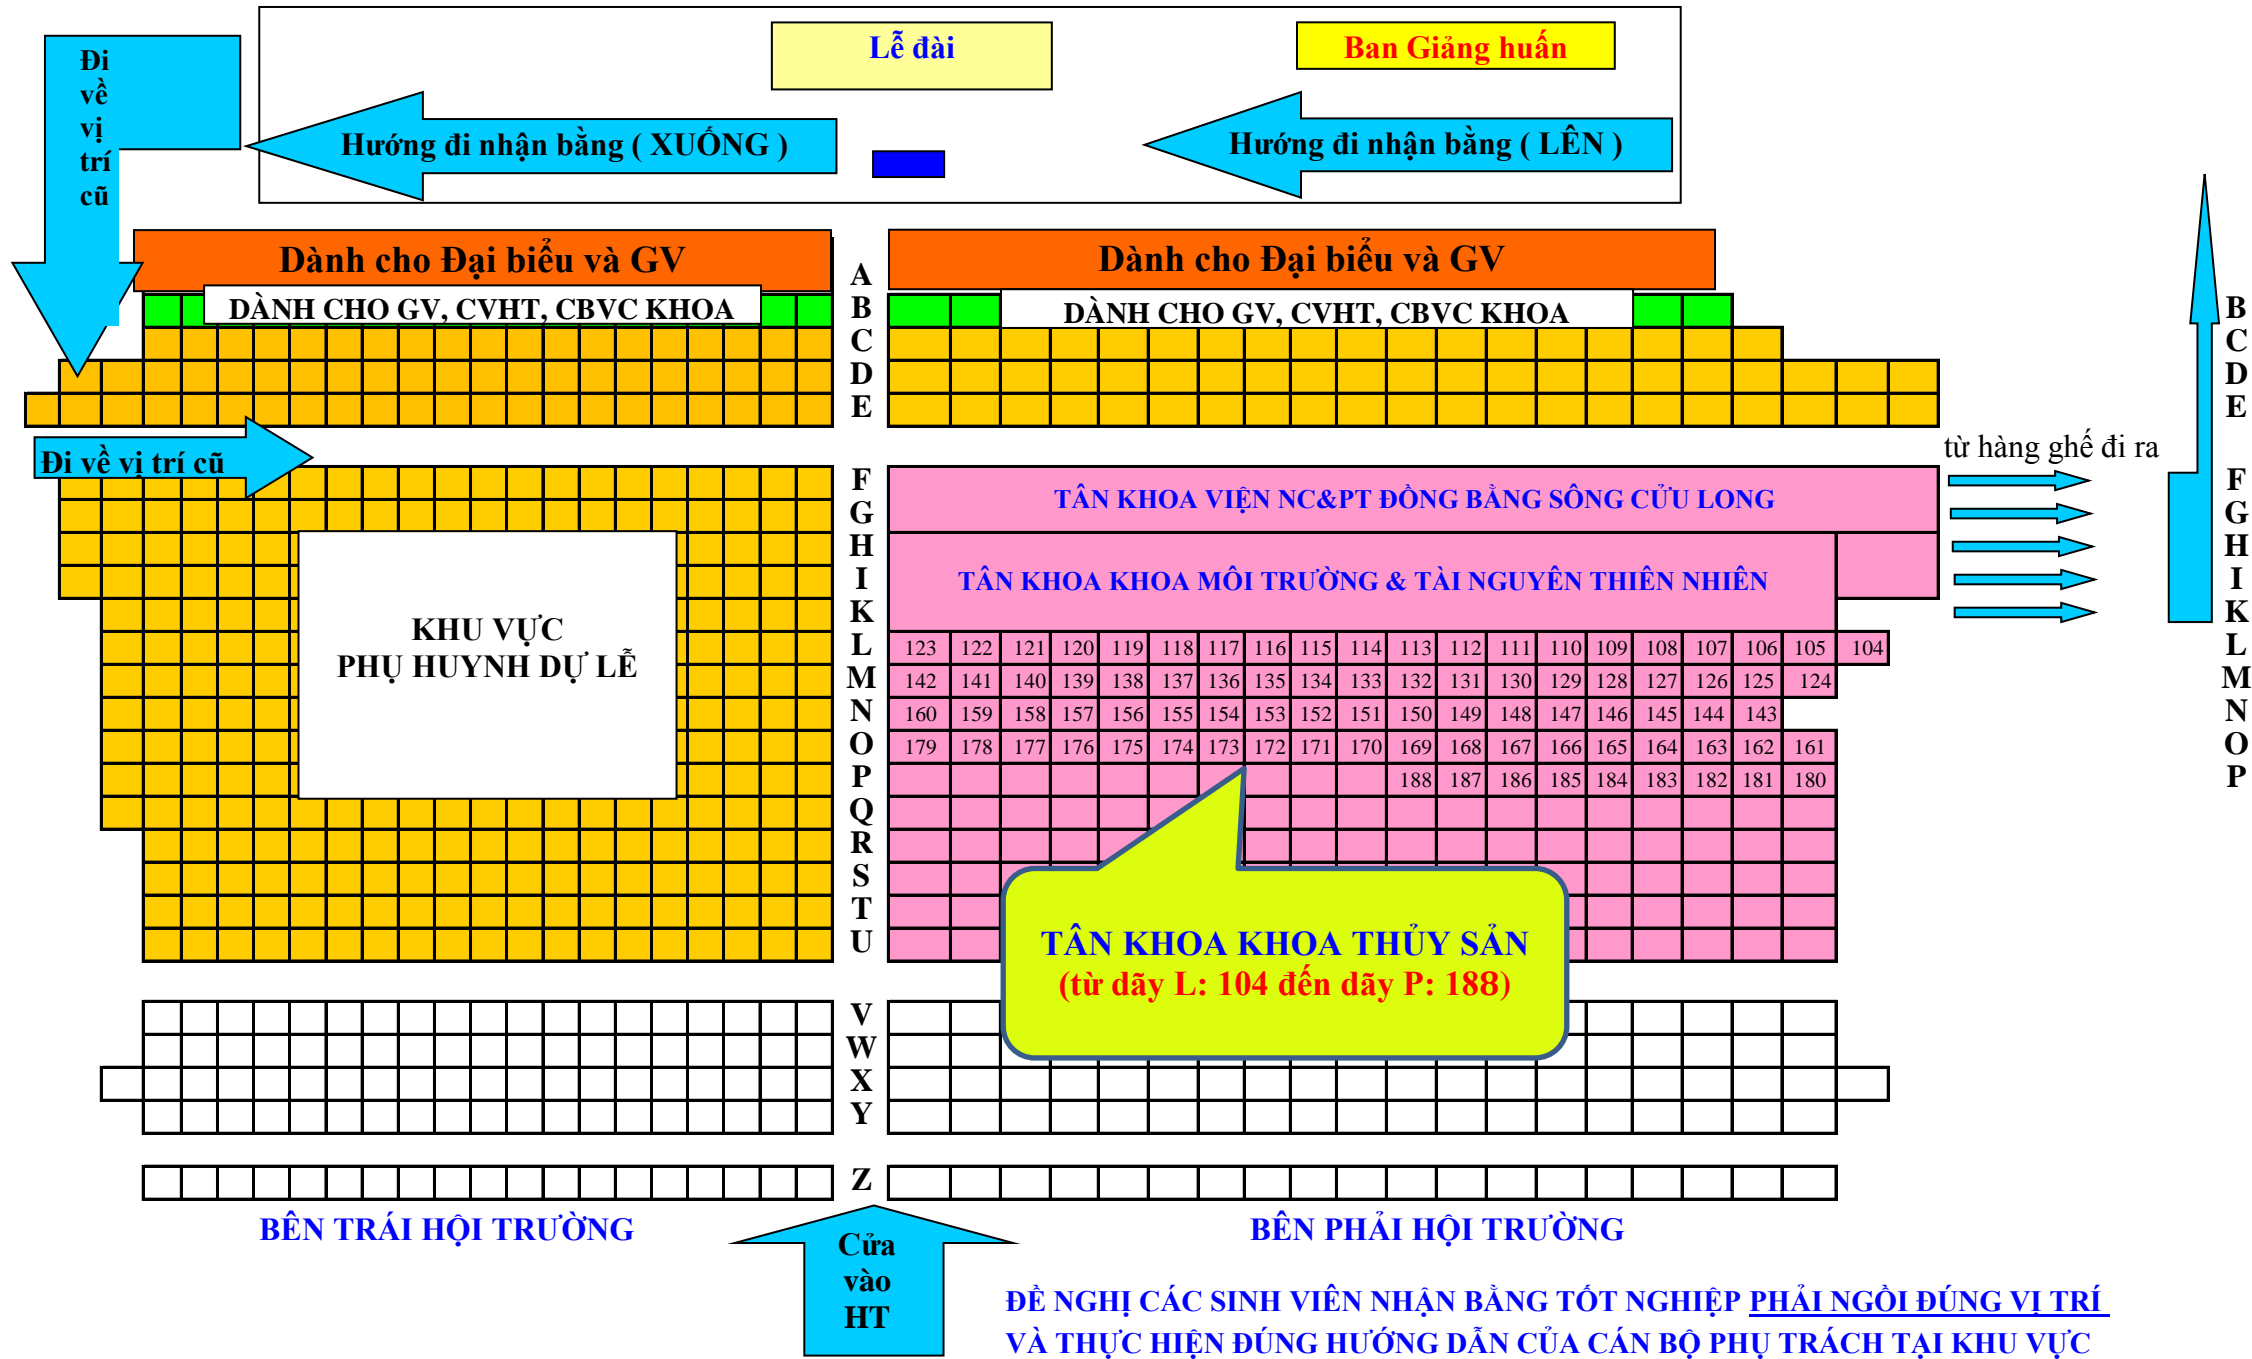 Lễ đài
Ban Giảng huấn
Đi
về
vị
trí
cũ
Hướng đi nhận bằng ( XUỐNG )
Hướng đi nhận bằng ( LÊN )
Dành cho Đại biểu và GV
Dành cho Đại biểu và GV
A
DÀNH CHO GV, CVHT, CBVC KHOA
B
DÀNH CHO GV, CVHT, CBVC KHOA
B
C
C
D
D
E
E
Đi về vị trí cũ
từ hàng ghế đi ra
F
F
TÂN KHOA VIỆN NC&PT ĐỒNG BẰNG SÔNG CỬU LONG
G
G
H
H
I
TÂN KHOA KHOA MÔI TRƯỜNG & TÀI NGUYÊN THIÊN NHIÊN
I
K
K
KHU VỰC
PHỤ HUYNH DỰ LỄ
L 123 122 121 120 119 118 117 116 115 114 113 112 111 110 109 108 107 106 105 104 L
M 142 141 140 139 138 137 136 135 134 133 132 131 130 129 128 127 126 125 124 M
N 160 159 158 157 156 155 154 153 152 151 150 149 148 147 146 145 144 143 N
O 179 178 177 176 175 174 173 172 171 170 169 168 167 166 165 164 163 162 161 O
P 188 187 186 185 184 183 182 181 180 P
Q
R
S
T
U
TÂN KHOA KHOA THỦY SẢN
(từ dãy L: 104 đến dãy P: 188)
V
W
X
Y
Z
BÊN TRÁI HỘI TRƯỜNG
BÊN PHẢI HỘI TRƯỜNG
Cửa
vào
HT
ĐỀ NGHỊ CÁC SINH VIÊN NHẬN BẰNG TỐT NGHIỆP PHẢI NGỒI ĐÚNG VỊ TRÍ
VÀ THỰC HIỆN ĐÚNG HƯỚNG DẪN CỦA CÁN BỘ PHỤ TRÁCH TẠI KHU VỰC